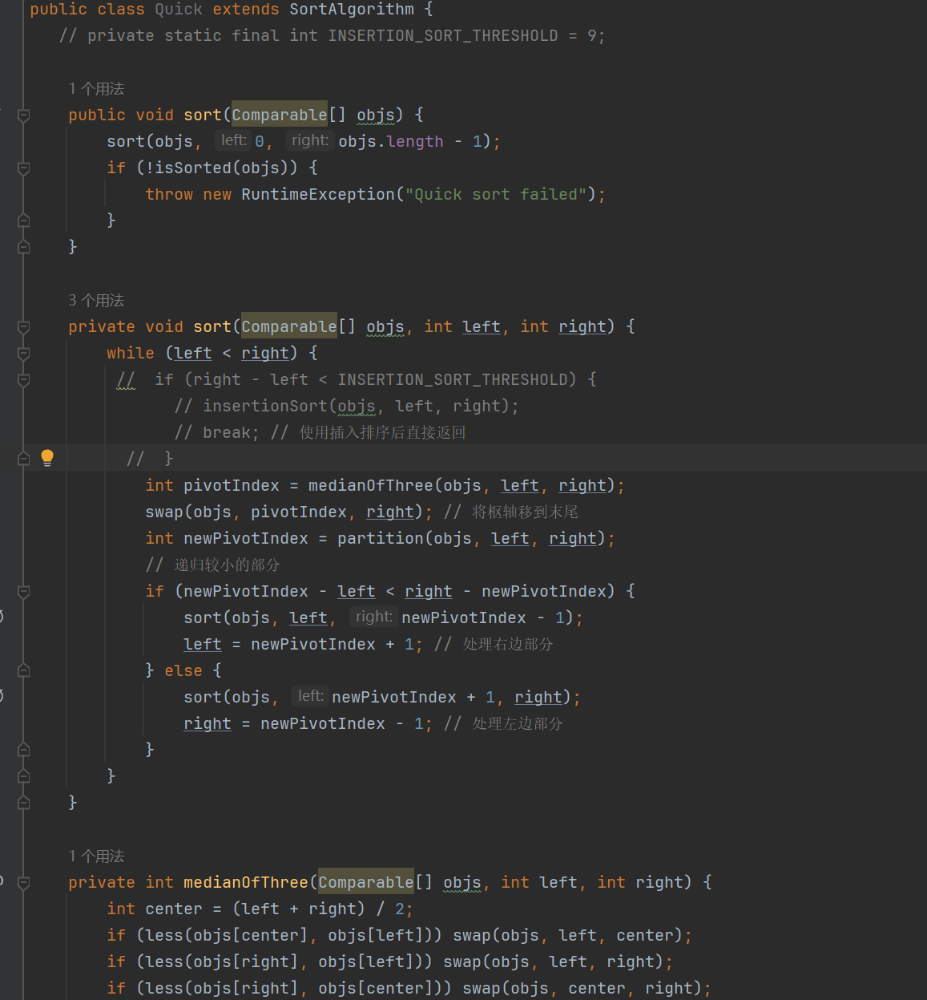 public class Quick extends SortAlgorithm {
// private static final int INSERTION_SORT_THRESHOLD = 9;
1 个用法
public void sort(Comparable[] objs) {
sort(objs, left: 0, right: objs.length - 1);
if (!isSorted(objs)) {
throw new RuntimeException("Quick sort failed");
}
}
3 个用法
private void sort(Comparable[] objs, int left, int right) {
while (left < right) {
// if (right - left < INSERTION_SORT_THRESHOLD) {
// insertionSort(objs, left, right);
// break; // 使用插入排序后直接返回
// }
int pivotIndex = medianOfThree(objs, left, right);
swap(objs, pivotIndex, right); // 将枢轴移到末尾
int newPivotIndex = partition(objs, left, right);
// 递归较小的部分
if (newPivotIndex - left < right - newPivotIndex) {
sort(objs, left, right: newPivotIndex - 1);
left = newPivotIndex + 1; // 处理右边部分
} else {
sort(objs, left: newPivotIndex + 1, right);
right = newPivotIndex - 1; // 处理左边部分
}
}
}
1 个用法
private int medianOfThree(Comparable[] objs, int left, int right) {
int center = (left + right) / 2;
if (less(objs[center], objs[left])) swap(objs, left, center);
if (less(objs[right], objs[left])) swap(objs, left, right);
if (less(objs[right], objs[center])) swap(objs, center, right);